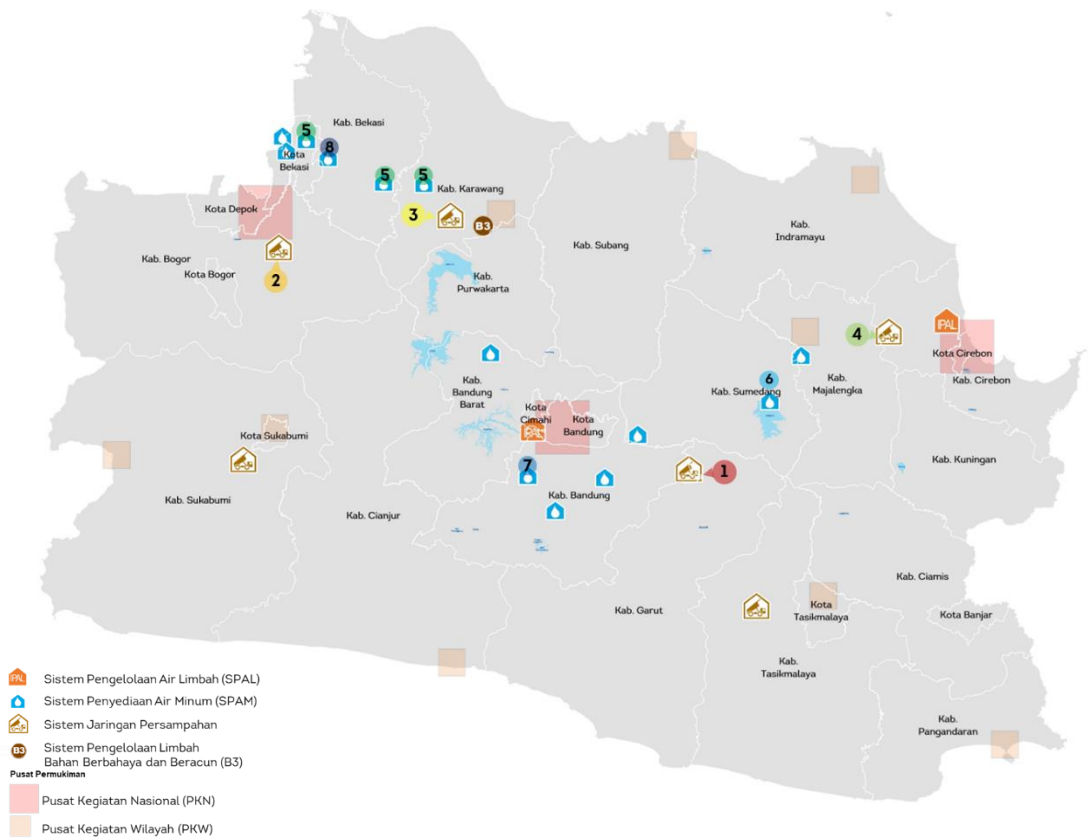 Kab. Bekasi
5
8
Kota
Bekasi
5
5
Kab. Karawang
Kota Depok
3
B3
Kab. Bogor
Kota Bogor
2
Kab. Subang
Kab.
Indramayu
Kab.
Purwakarta
4
IPAL
Kota Cirebon
Kab. Cirebon
Kab.
Bandung
Barat
6
Kab. Sumedang
Kab.
Majalengka
Kota
Cimahi
Kota
Bandung
IPAL
Kota Sukabumi
7
1
Kab. Kuningan
Kab. Sukabumi
Kab. Cianjur
Kab. Bandung
Kab. Ciamis
Kab. Garut
Kota
Tasikmalaya
Kota Banjar
Kab.
Tasikmalaya
Kab.
Pangandaran
IPAL
Sistem Pengelolaan Air Limbah (SPAL)
Sistem Penyediaan Air Minum (SPAM)
Sistem Jaringan Persampahan
B3
Sistem Pengelolaan Limbah
Bahan Berbahaya dan Beracun (B3)
Pusat Permukiman
Pusat Kegiatan Nasional (PKN)
Pusat Kegiatan Wilayah (PKW)